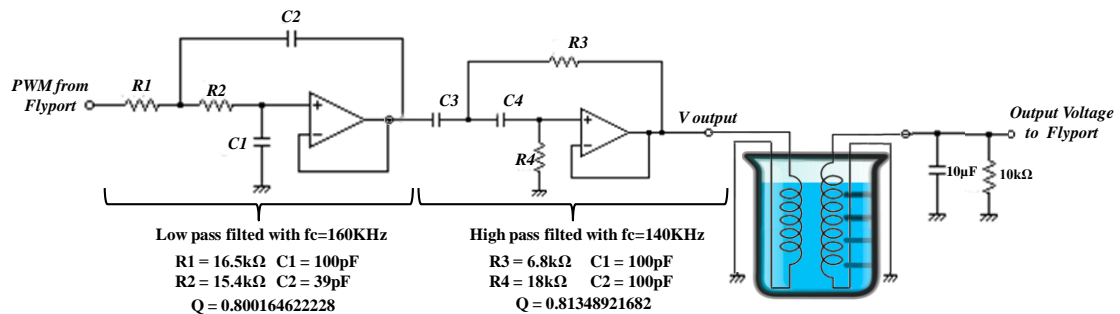 C2
R3
PWM from
Flyport
R1
R2
C1
+
−
C3
C4
R4
+
−
V output
Output Voltage
to Flyport
10µF
10kΩ
Low pass filted with fc=160KHz
R1 = 16.5kΩ C1 = 100pF
R2 = 15.4kΩ C2 = 39pF
Q = 0.800164622228
High pass filted with fc=140KHz
R3 = 6.8kΩ C1 = 100pF
R4 = 18kΩ C2 = 100pF
Q = 0.81348921682